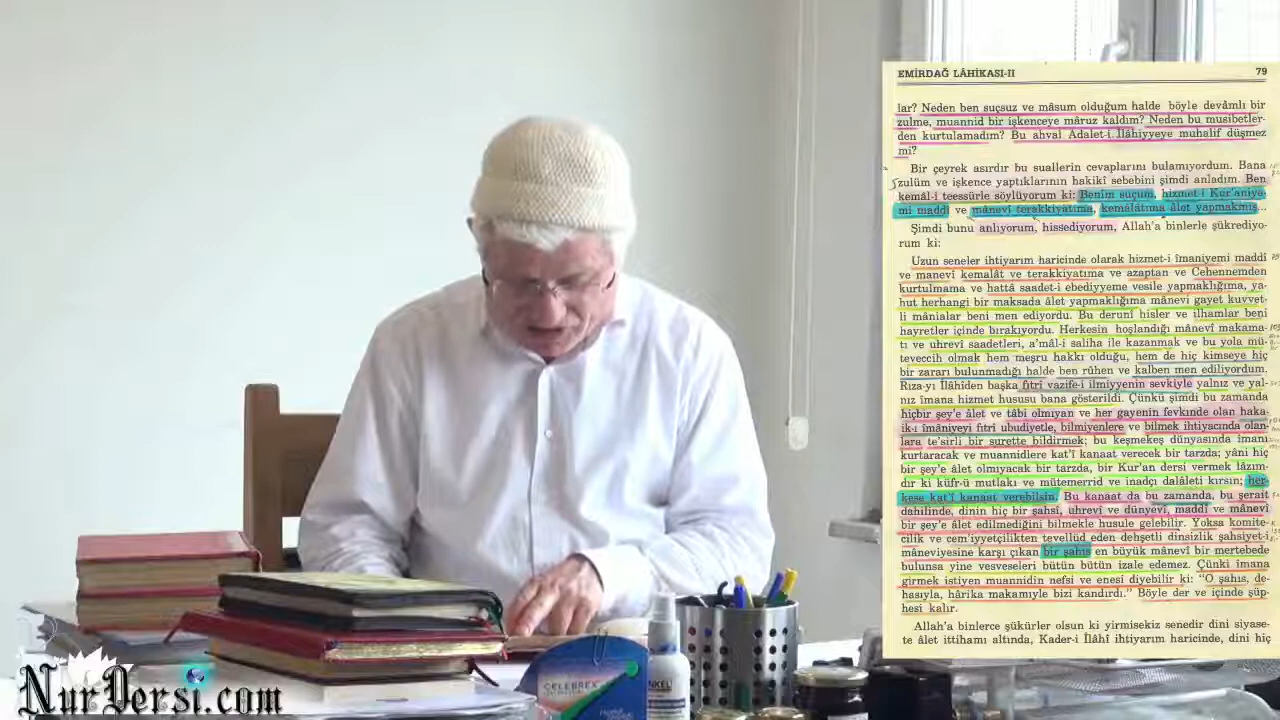 EMİRDAĞ LÂHİKASI-II 79
lar? Neden ben suçsuz ve mâsum olduğum halde böyle devâmlı bir
zulme, muannid bir işkenceye mâruz kaldım? Neden bu musibetler-
den kurtulamadım? Bu ahval Adalet-i İlâhiyyeye muhalif düşmez
mi?
Bir çeyrek asırdır bu suallerin cevaplarını bulamıyordum. Bana
zulüm ve işkence yaptıklarının hakikî sebebini şimdi anladım. Ben
kemâl-i teessürle söylüyorum ki: Benim suçum, hizmet-i Kur'aniye-
mi maddî ve mânevî terakkiyatıma, kemâlâtıma âlet yapmakmış...
Şimdi bunu anlıyorum, hissediyorum, Allah'a binlerle şükrediyo-
rum ki:
Uzun seneler ihtiyarım haricinde olarak hizmet-i îmaniyemi maddî
ve manevî kemalât ve terakkiyatıma ve azaptan ve Cehennemden
kurtulmama ve hattâ saadet-i ebediyyeme vesile yapmaklığıma, ya-
hut herhangi bir maksada âlet yapmaklığıma mânevî gayet kuvvet-
li mânialar beni men ediyordu. Bu derunî hisler ve ilhamlar beni
hayretler içinde bırakıyordu. Herkesin hoşlandığı mânevî makama-
tı ve uhrevî saadetleri, a'mâl-i saliha ile kazanmak ve bu yola mü-
teveccih olmak hem meşru hakkı olduğu, hem de hiç kimseye hiç
bir zararı bulunmadığı halde ben rûhen ve kalben men ediliyordum.
Rıza-yı İlâhîden başka fıtrî vazife-i ilmiyyenin sevkiyle yalnız ve yal-
nız imana hizmet hususu bana gösterildi. Çünkü şimdi bu zamanda
hiçbir şey'e âlet ve tâbi olmıyan ve her gayenin fevkinde olan haka-
ik-ı îmâniyeyi fıtrî ubudiyetle, bilmiyenlere ve bilmek ihtiyacında olan-
lara te'sirli bir surette bildirmek; bu keşmekeş dünyasında imanı
kurtaracak ve muannidlere kat'î kanaat verecek bir tarzda; yâni hiç
bir şey'e âlet olmıyacak bir tarzda, bir Kur'an dersi vermek lâzım-
dır ki küfr-ü mutlakı ve mütemerrid ve inadçı dalâleti kırsın; her-
kese kat'î kanaat verebilsin. Bu kanaat da bu zamanda, bu şerait
dahilinde, dinin hiç bir şahsî, uhrevî ve dünyevî, maddî ve mânevî
bir şey'e âlet edilmediğini bilmekle husule gelebilir. Yoksa komite-
cilik ve cem'iyyetçilikten tevellüd eden dehşetli dinsizlik şahsiyet-i
mâneviyesine karşı çıkan bir şahıs en büyük mânevî bir mertebede
bulunsa yine vesveseleri bütün bütün izale edemez. Çünki imana
girmek istiyen muannidin nefsi ve enesi diyebilir ki: "O şahıs, de-
hasıyla, hârika makamıyle bizi kandırdı." Böyle der ve içinde şüp-
hesi kalır.
Allah'a binlerce şükürler olsun ki yirmisekiz senedir dini siyase-
te âlet ittihamı altında, Kader-i İlâhî ihtiyarım haricinde, dini hiç
CELEBREX
NurDersi.com